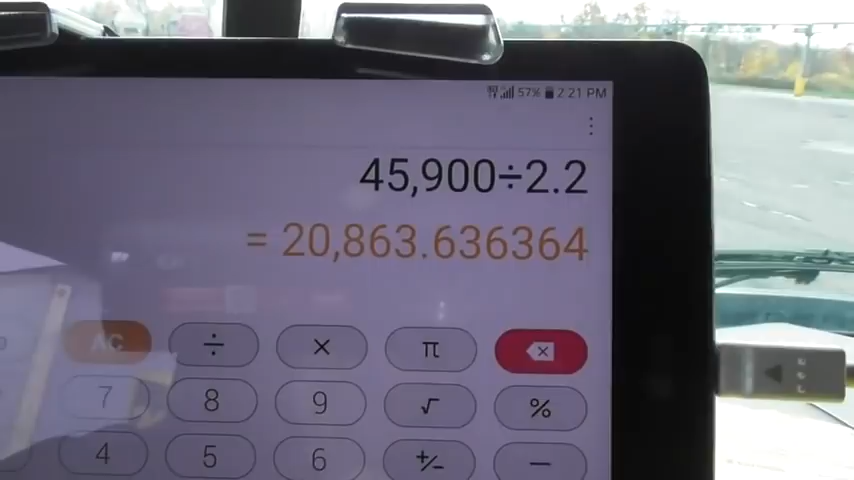 57% 2:21 PM
45,900÷2.2
= 20,863.636364
AC ÷ × π
7 8 9 √ %
4 5 6 +/− −